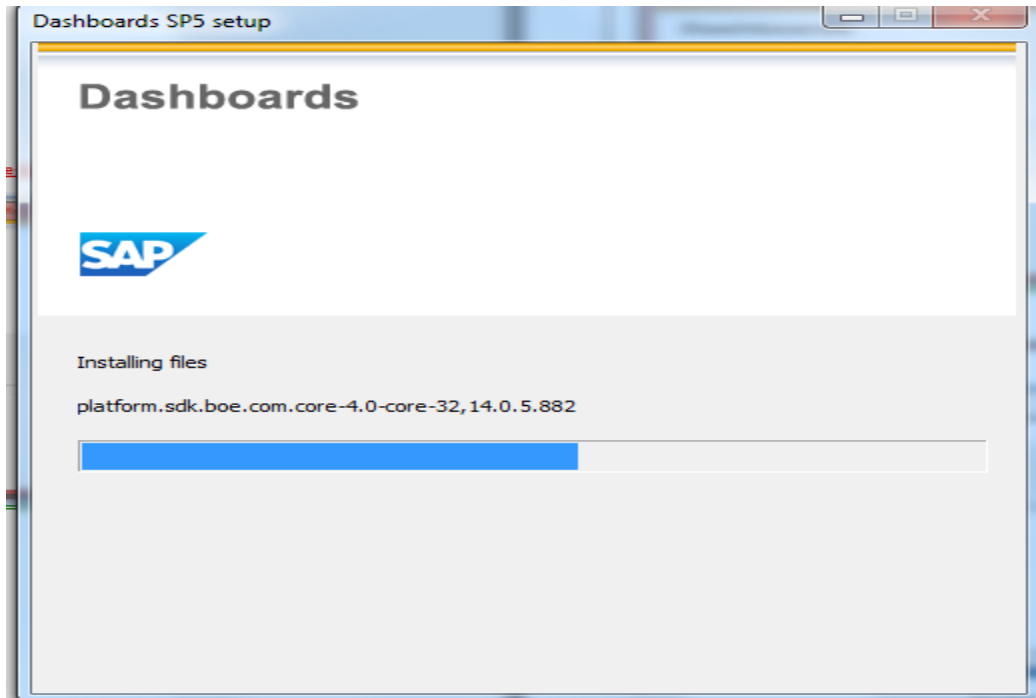 Dashboards SP5 setup
Dashboards
SAP
Installing files
platform.sdk.boe.com.core-4.0-core-32,14.0.5.882